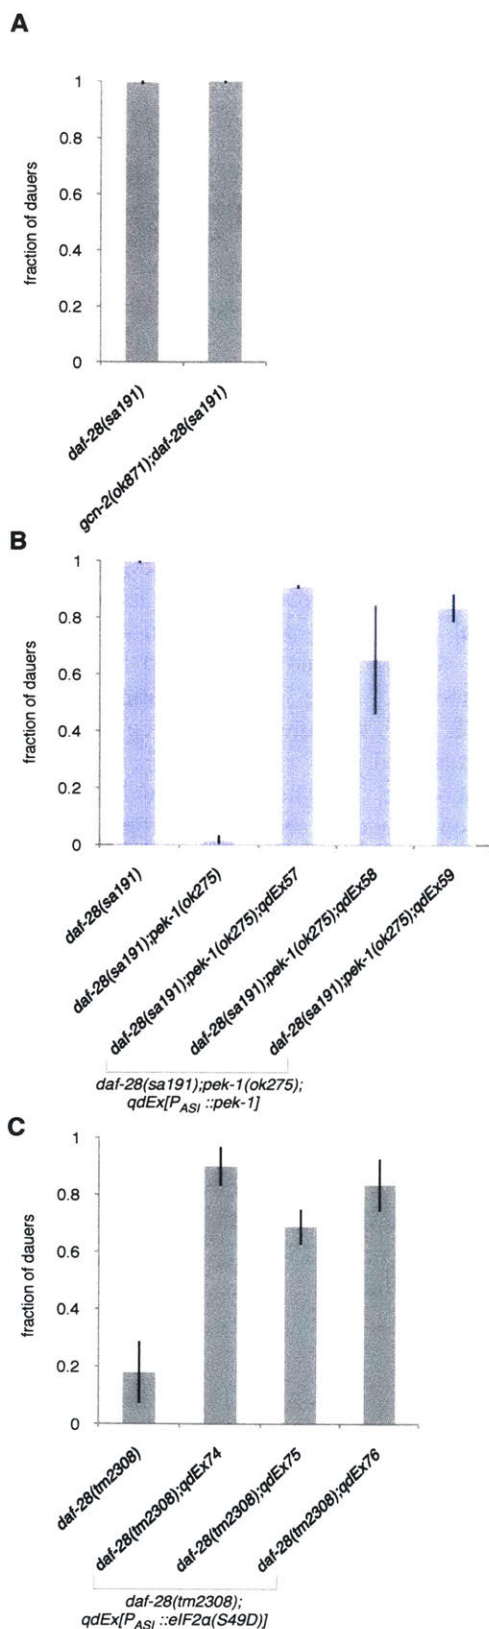 A
1
0.8
0.6
0.4
0.2
0
fraction of dauers
daf-28(sa191)
gcn-2(ok871);daf-28(sa191)
B
1
0.8
0.6
0.4
0.2
0
fraction of dauers
daf-28(sa191)
daf-28(sa191);pek-1(ok275)
daf-28(sa191);pek-1(ok275);qdEx57
daf-28(sa191);pek-1(ok275);qdEx58
daf-28(sa191);pek-1(ok275);qdEx59
daf-28(sa191);pek-1(ok275);
qdEx[PASI ::pek-1]
C
1
0.8
0.6
0.4
0.2
0
fraction of dauers
daf-28(tm2308)
daf-28(tm2308);qdEx74
daf-28(tm2308);qdEx75
daf-28(tm2308);qdEx76
daf-28(tm2308);
qdEx[PASI ::eIF2α(S49D)]